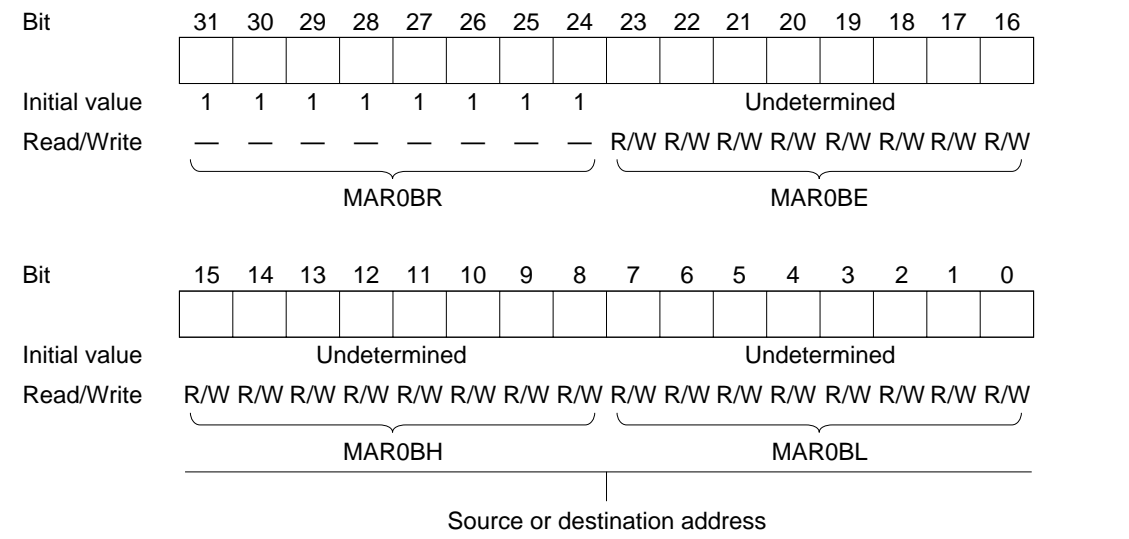 Bit 31 30 29 28 27 26 25 24 23 22 21 20 19 18 17 16
Initial value 1 1 1 1 1 1 1 1 Undetermined
Read/Write — — — — — — — — R/W R/W R/W R/W R/W R/W R/W R/W
MAR0BR MAR0BE
Bit 15 14 13 12 11 10 9 8 7 6 5 4 3 2 1 0
Initial value Undetermined Undetermined
Read/Write R/W R/W R/W R/W R/W R/W R/W R/W R/W R/W R/W R/W R/W R/W R/W R/W
MAR0BH MAR0BL
Source or destination address